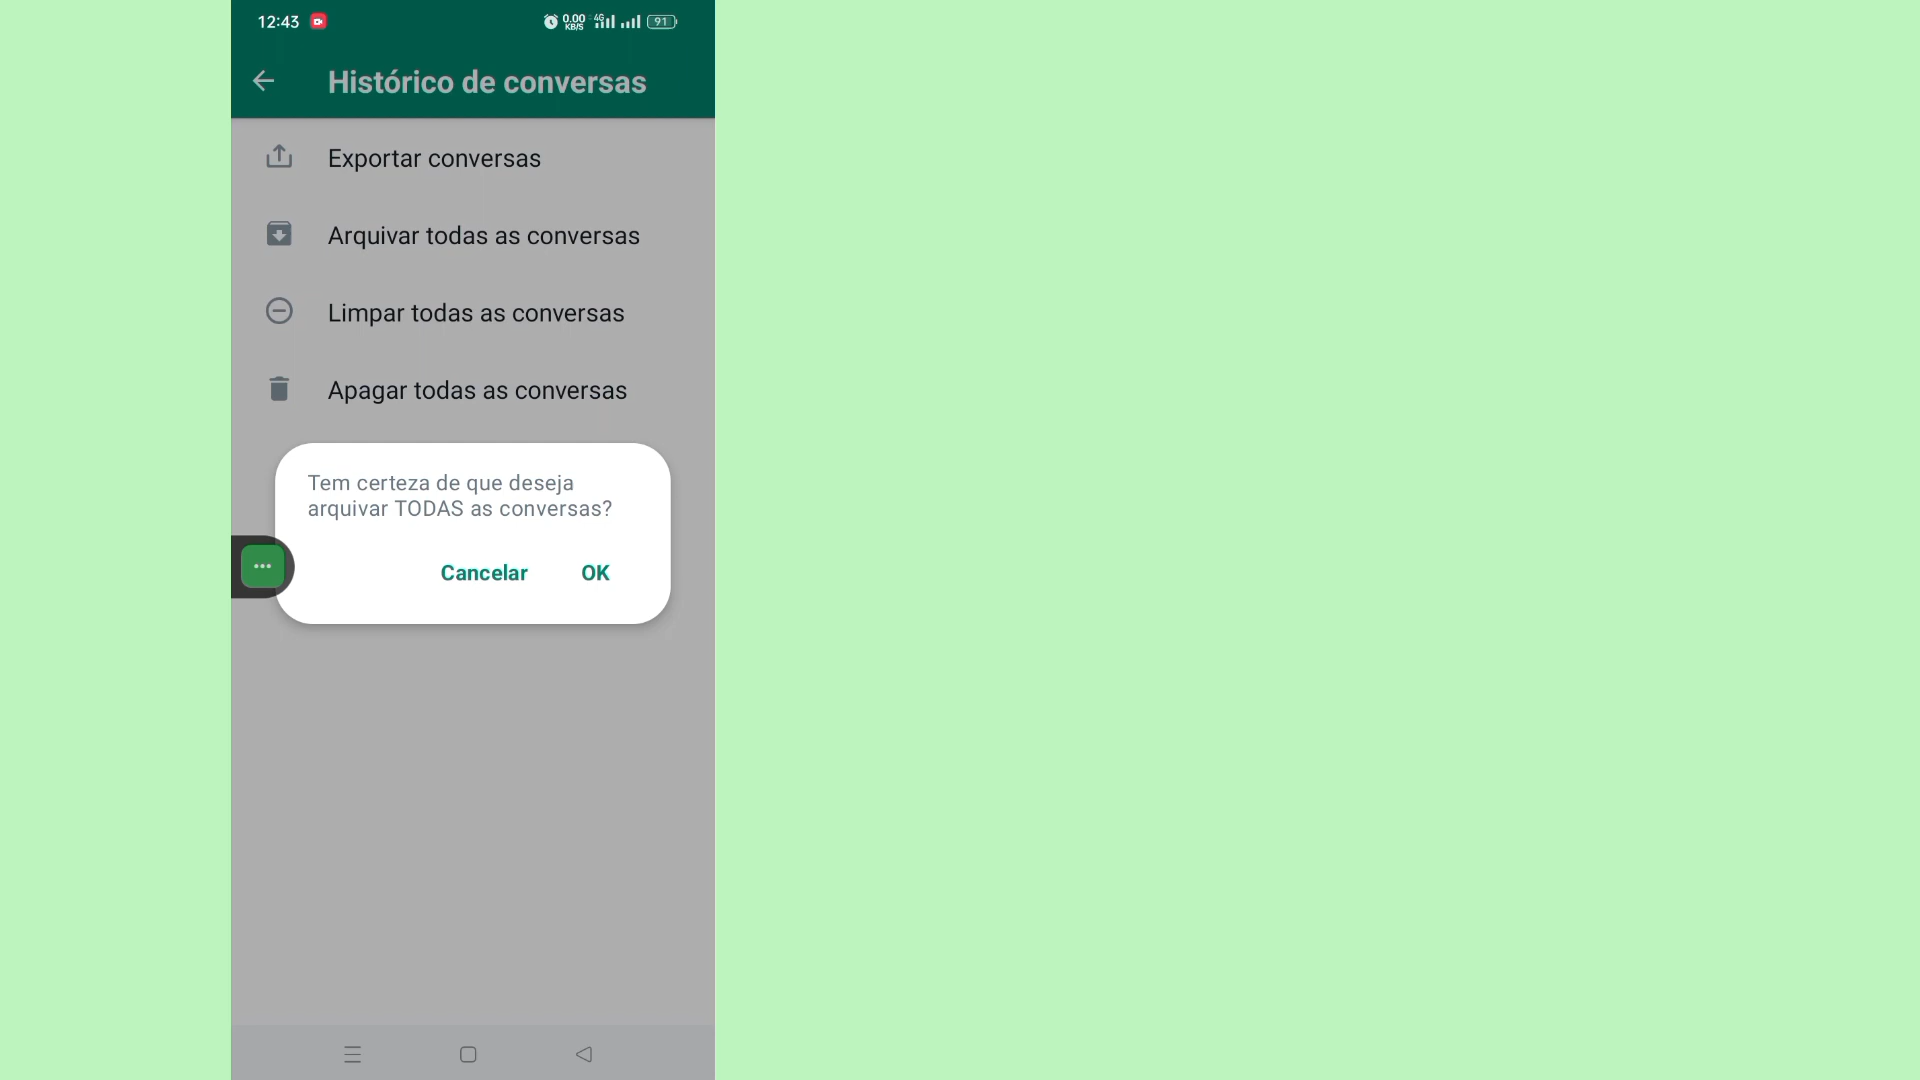 12:43
0.00
KB/S
4G
91
Histórico de conversas
Exportar conversas
Arquivar todas as conversas
Limpar todas as conversas
Apagar todas as conversas
Tem certeza de que deseja
arquivar TODAS as conversas?
Cancelar OK